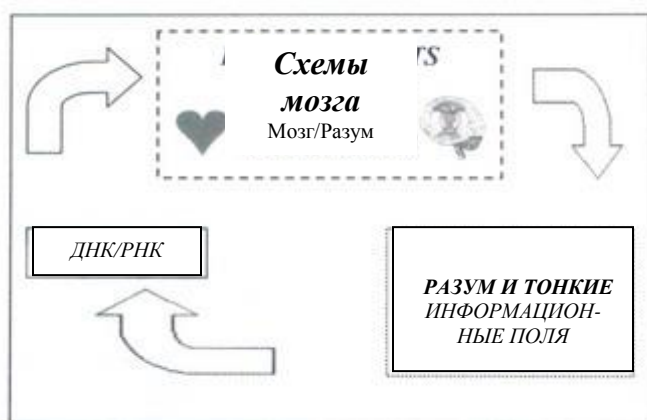 Схемы
мозга
Мозг/Разум
ДНК/РНК
РАЗУМ И ТОНКИЕ
ИНФОРМАЦИОН-
НЫЕ ПОЛЯ